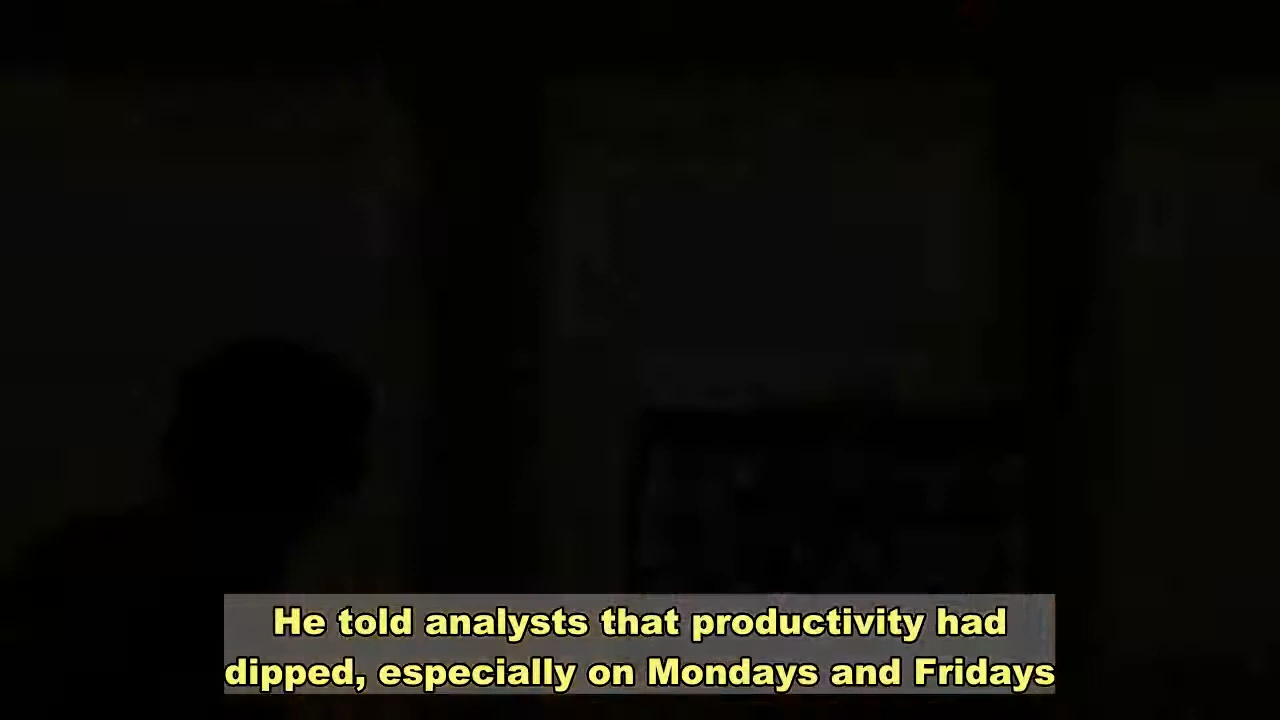 He told analysts that productivity had
dipped, especially on Mondays and Fridays